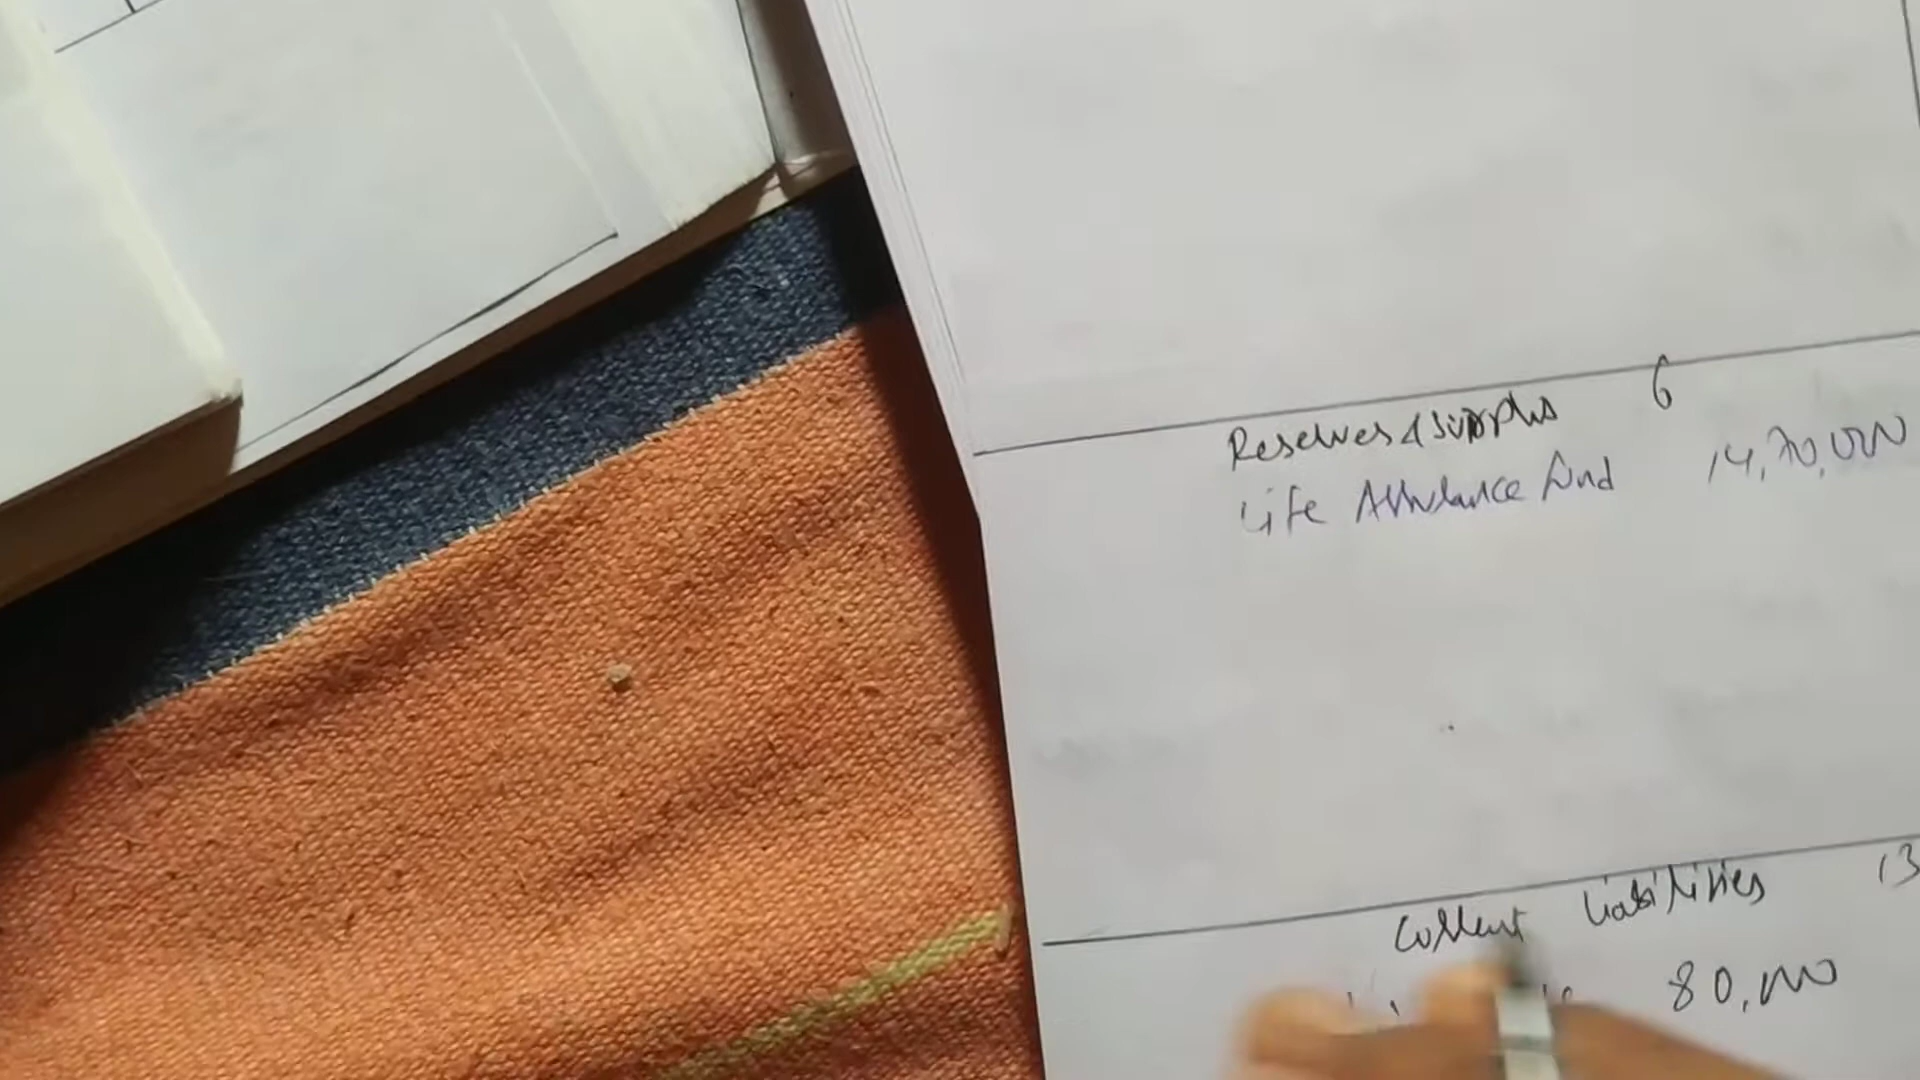 Reserves & Surplus 6
Life Assurance fund 14,70,000
Current liabilities 13
80,000